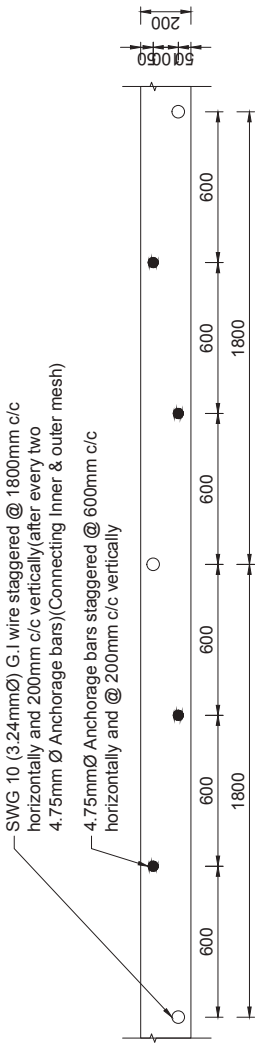 SWG 10 (3.24mmØ) G.I wire staggered @ 1800mm c/c
horizontally and 200mm c/c vertically(after every two
4.75mm Ø Anchorage bars)(Connecting Inner & outer mesh)
4.75mmØ Anchorage bars staggered @ 600mm c/c
horizontally and @ 200mm c/c vertically
50
100
50
200
600
600
600
600
600
600
1800
1800